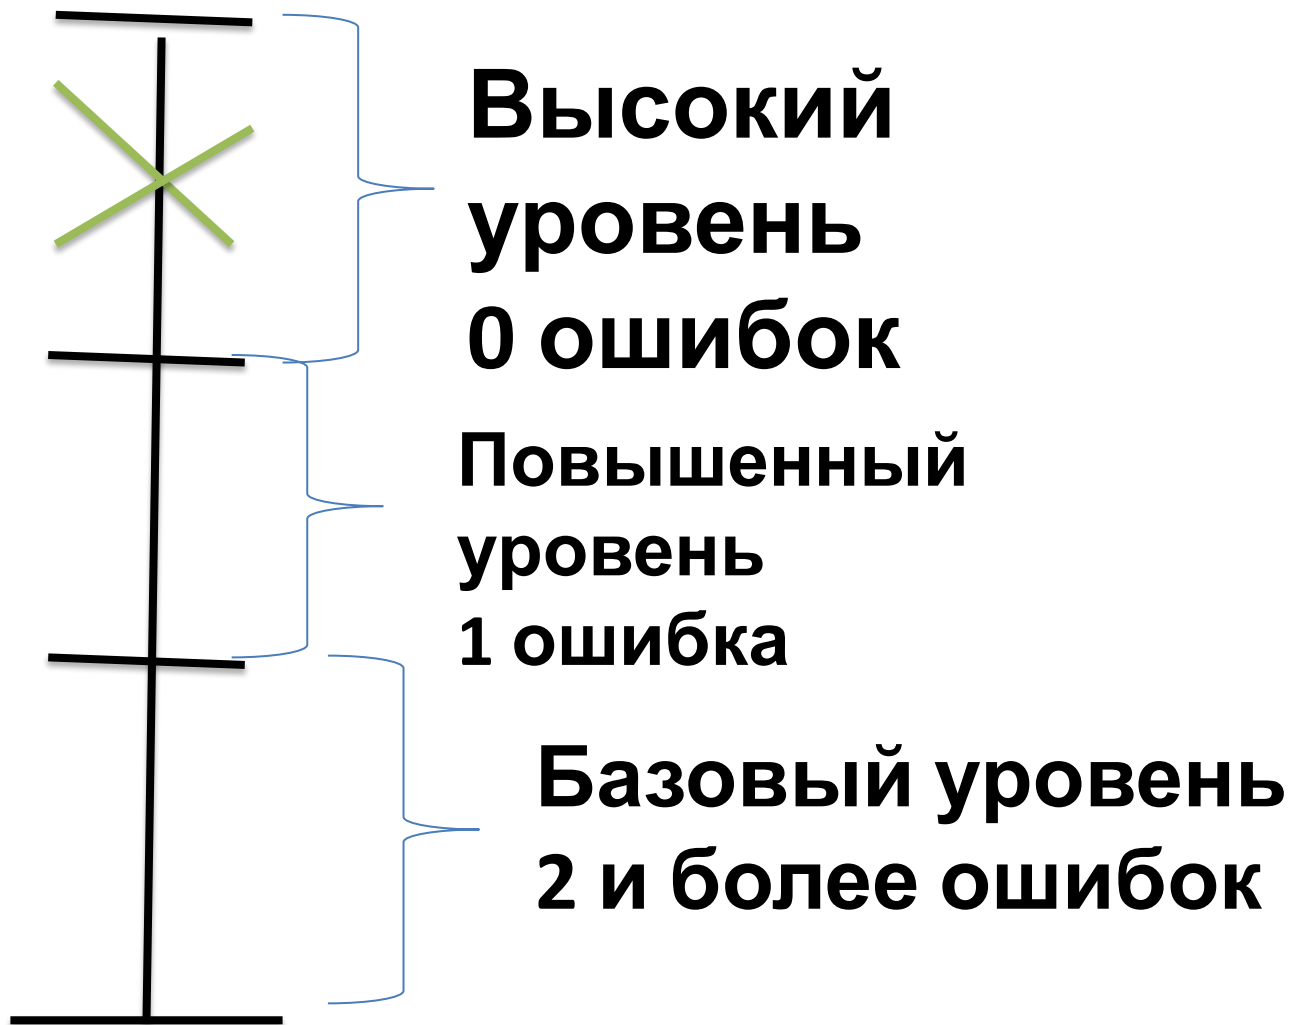 Высокий
уровень
0 ошибок
Повышенный
уровень
1 ошибка
Базовый уровень
2 и более ошибок